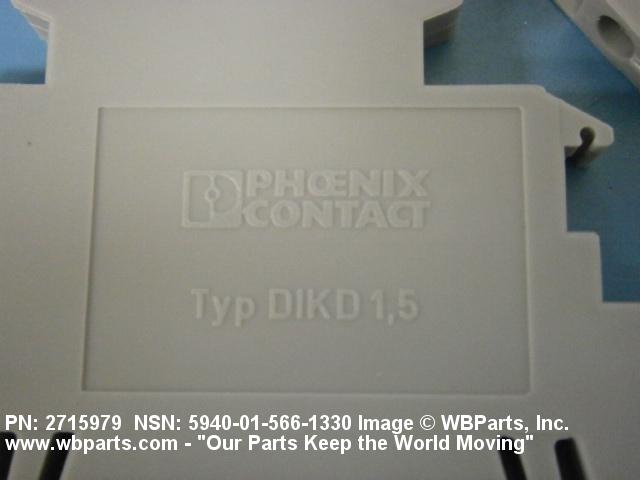 PHŒNIX
CONTACT
Typ DIKD 1,5
PN: 2715979  NSN: 5940-01-566-1330 Image © WBParts, Inc.
www.wbparts.com - "Our Parts Keep the World Moving"